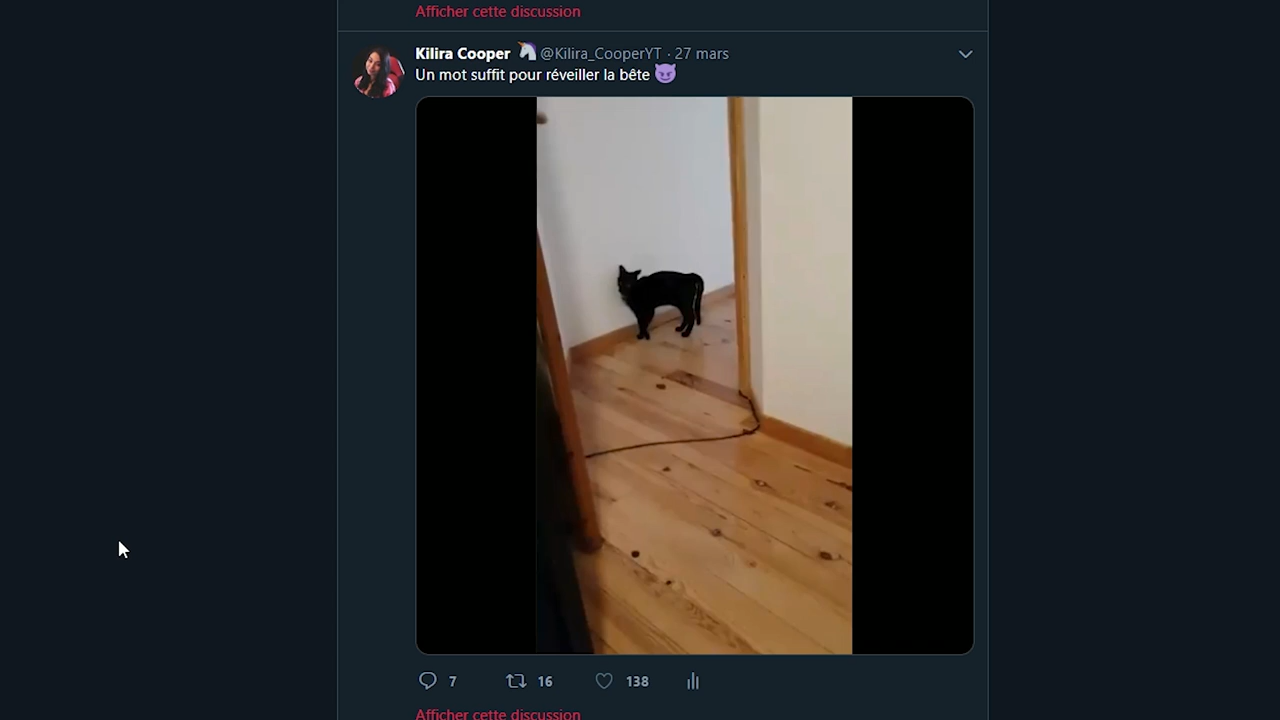 Afficher cette discussion
Kilira Cooper 🦄 @Kilira_CooperYT · 27 mars
Un mot suffit pour réveiller la bête 😈
7 16 138
Afficher cette discussion